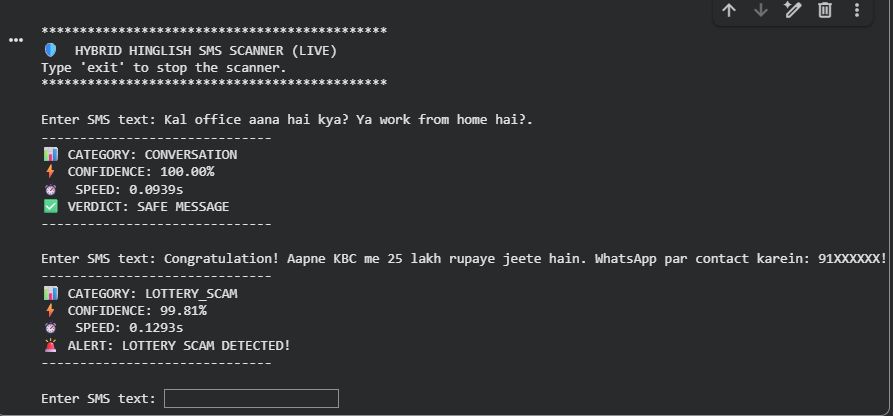 *********************************************
🛡️ HYBRID HINGLISH SMS SCANNER (LIVE)
Type 'exit' to stop the scanner.
*********************************************
Enter SMS text: Kal office aana hai kya? Ya work from home hai?.
------------------------------
📊 CATEGORY: CONVERSATION
⚡ CONFIDENCE: 100.00%
⏰ SPEED: 0.0939s
✅ VERDICT: SAFE MESSAGE
------------------------------
Enter SMS text: Congratulation! Aapne KBC me 25 lakh rupaye jeete hain. WhatsApp par contact karein: 91XXXXXX!
------------------------------
📊 CATEGORY: LOTTERY_SCAM
⚡ CONFIDENCE: 99.81%
⏰ SPEED: 0.1293s
🚨 ALERT: LOTTERY SCAM DETECTED!
------------------------------
Enter SMS text: